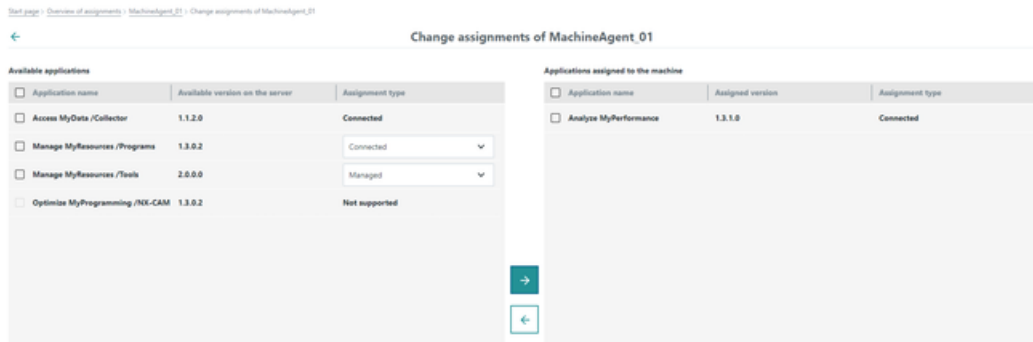 Start page > Overview of assignments > MachineAgent_01 > Change assignments of MachineAgent_01
Change assignments of MachineAgent_01
Available applications
Application name Available version on the server Assignment type
Access MyData /Collector 1.1.2.0 Connected
Manage MyResources /Programs 1.3.0.2 Connected
Manage MyResources /Tools 2.0.0.0 Managed
Optimize MyProgramming /NX-CAM 1.3.0.2 Not supported
Applications assigned to the machine
Application name Assigned version Assignment type
Analyze MyPerformance 1.3.1.0 Connected